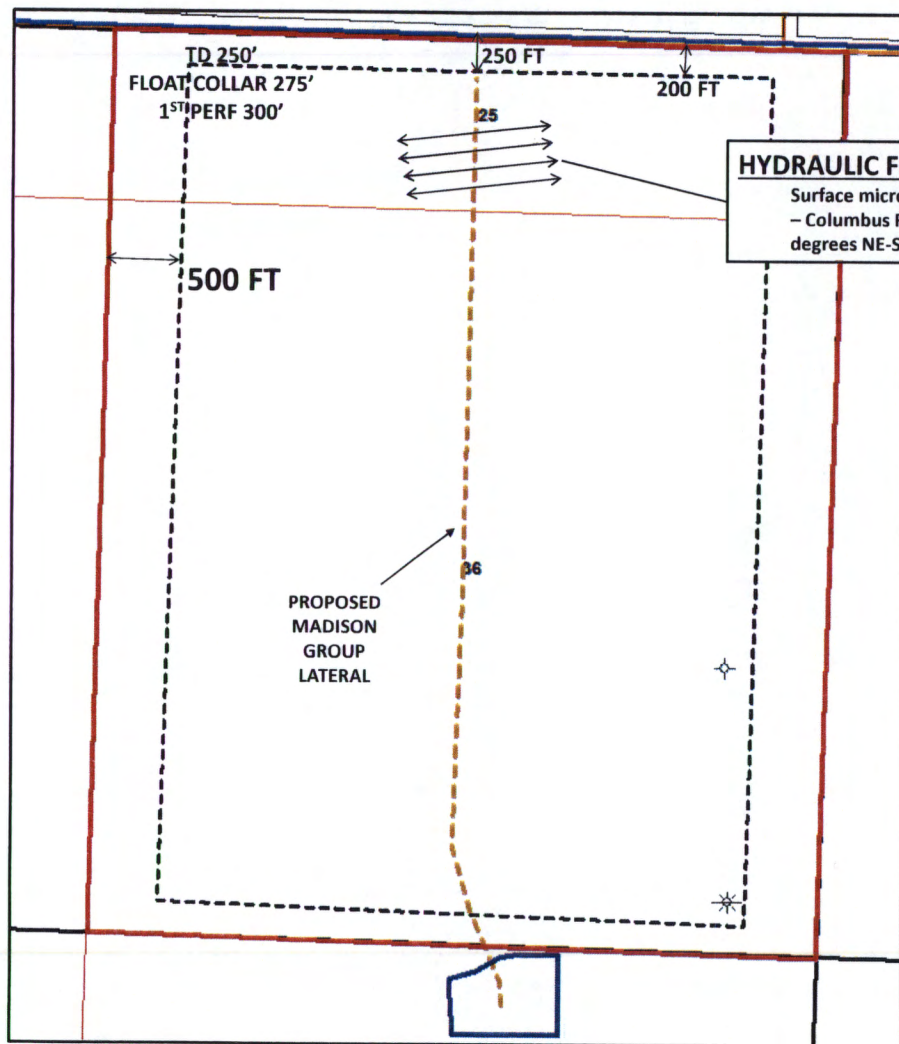 TD 250'
250 FT
FLOAT COLLAR 275'
200 FT
1ST PERF 300'
25
HYDRAULIC F
Surface micr
– Columbus
degrees NE-S
500 FT
36
PROPOSED
MADISON
GROUP
LATERAL